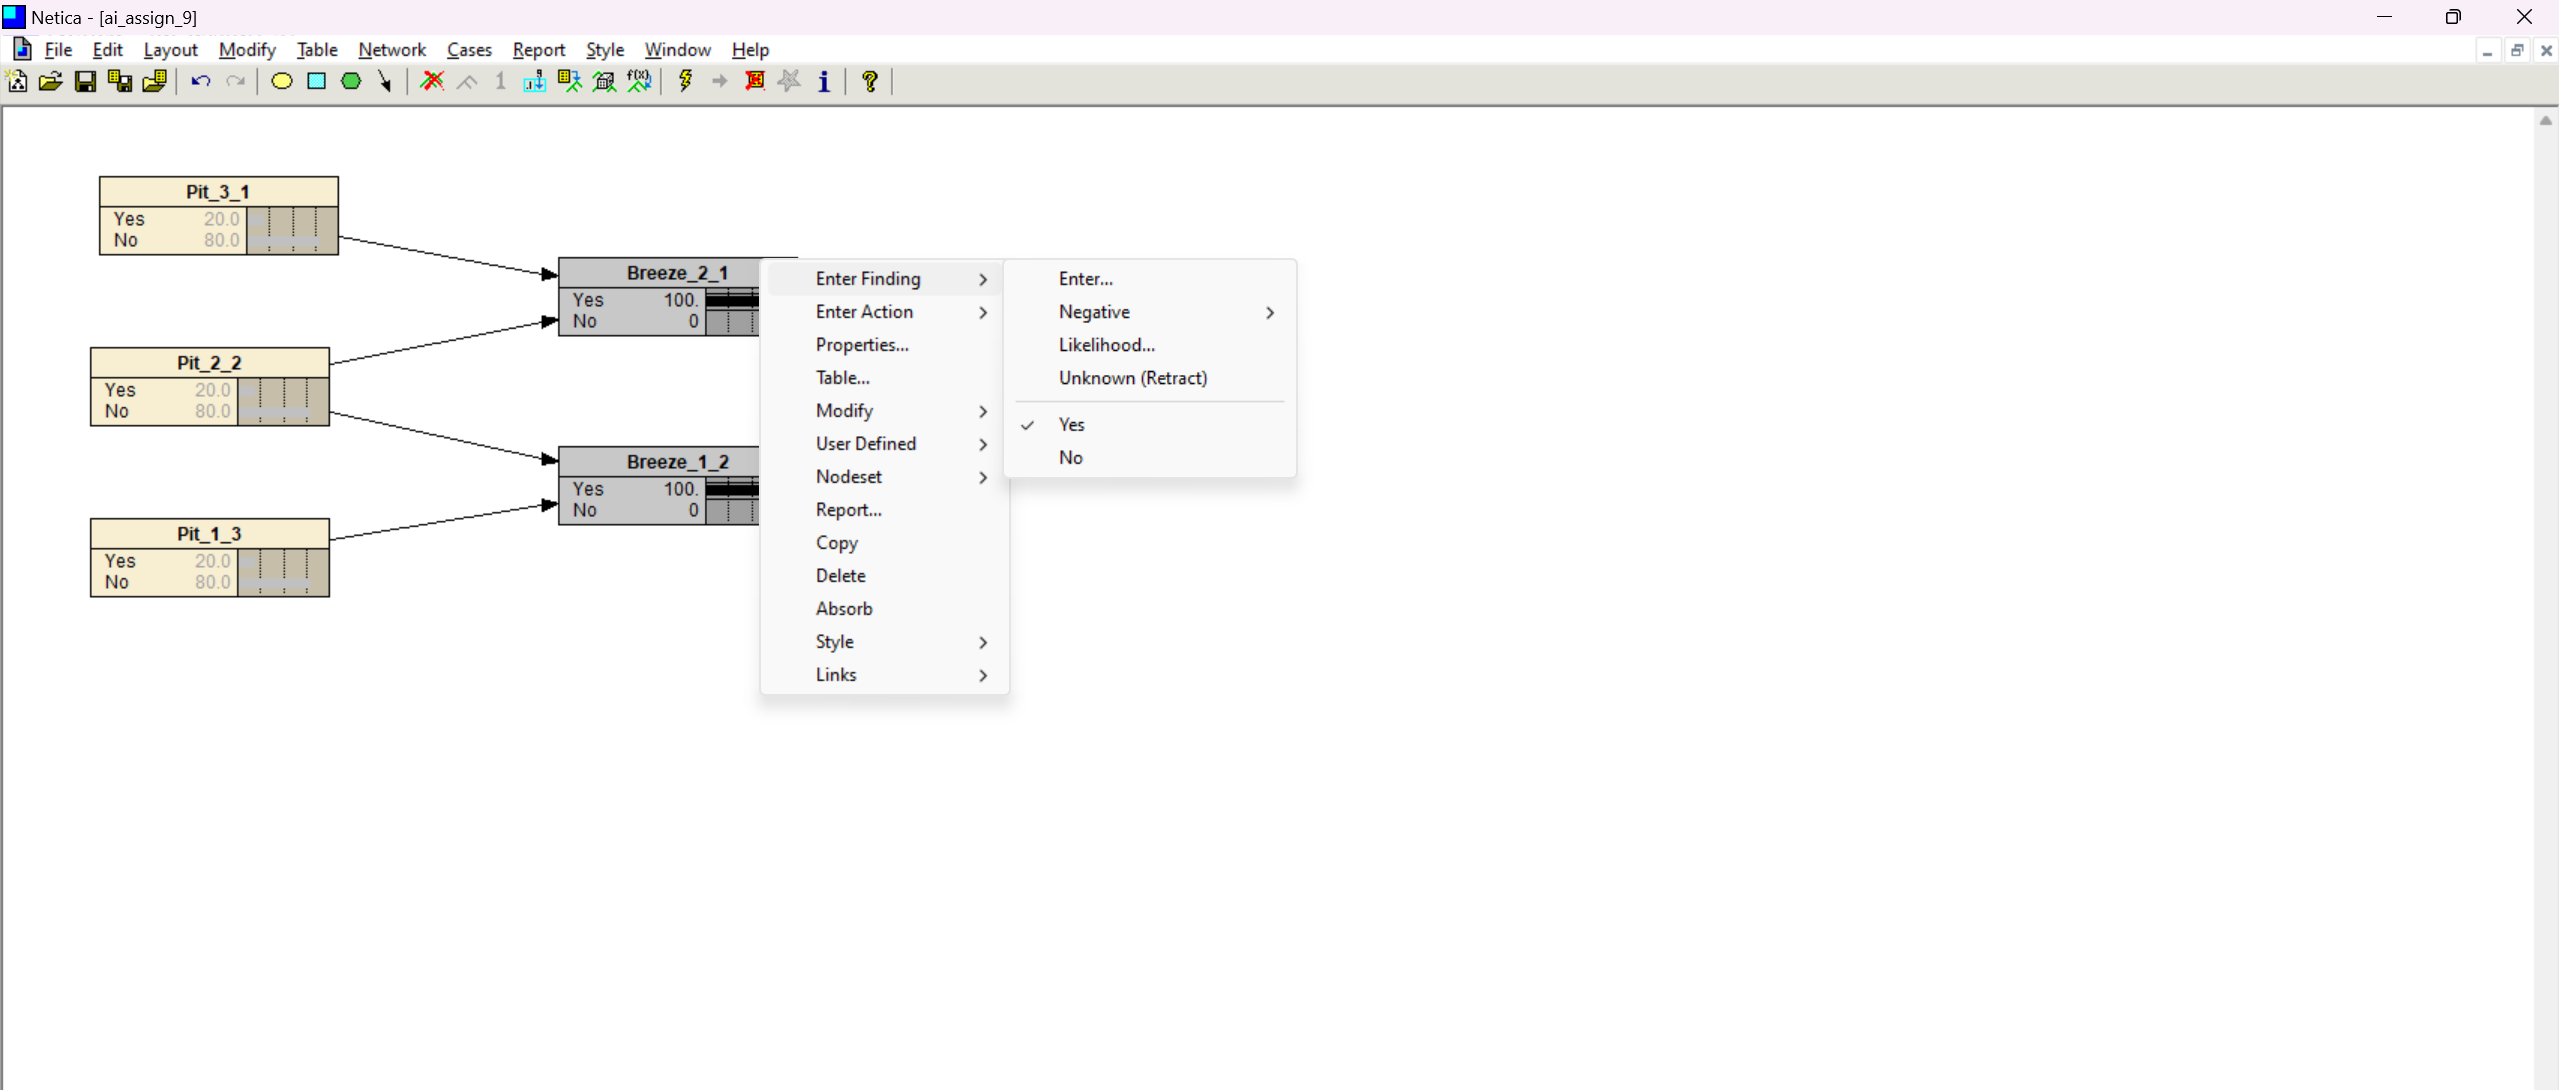 Netica - [ai_assign_9]
File Edit Layout Modify Table Network Cases Report Style Window Help
1 f(x) i ?
Pit_3_1
Yes 20.0
No 80.0
Breeze_2_1
Yes 100.
No 0
Pit_2_2
Yes 20.0
No 80.0
Breeze_1_2
Yes 100.
No 0
Pit_1_3
Yes 20.0
No 80.0
Enter Finding
Enter Action
Properties...
Table...
Modify
User Defined
Nodeset
Report...
Copy
Delete
Absorb
Style
Links
Enter...
Negative
Likelihood...
Unknown (Retract)
Yes
No